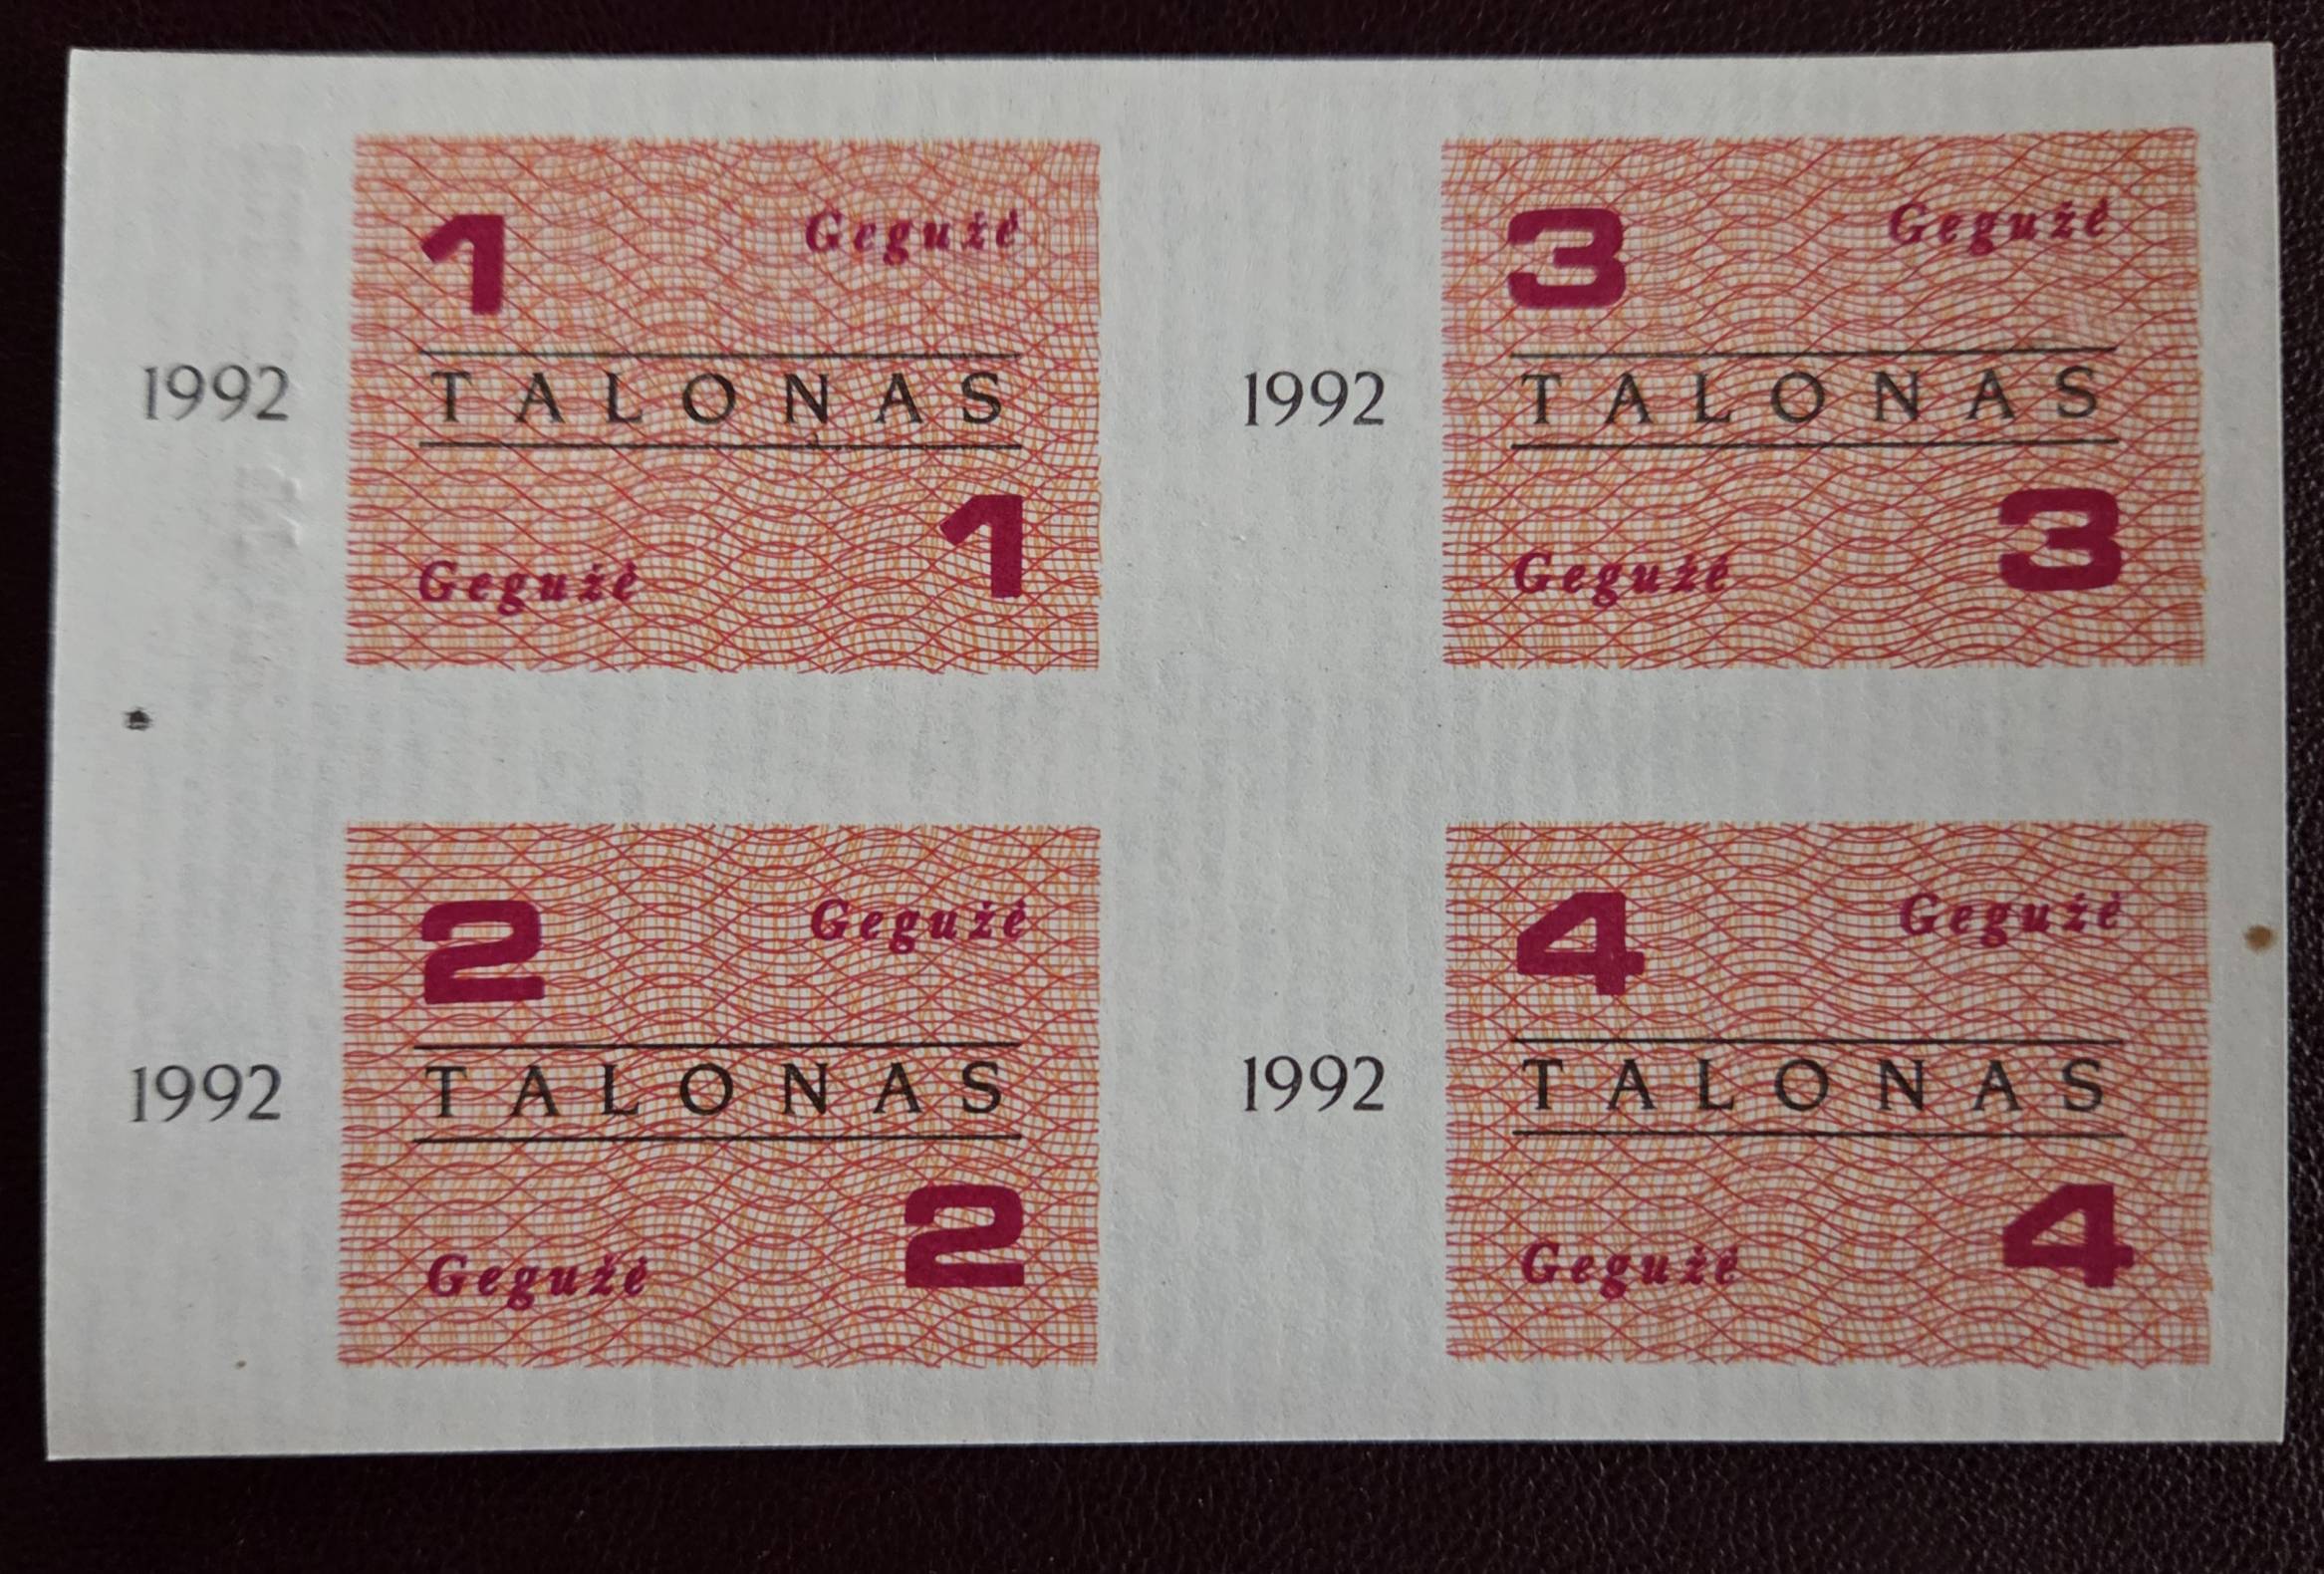 1 Gegužė
1992 TALONAS
Gegužė 1
3 Gegužė
1992 TALONAS
Gegužė 3
2 Gegužė
1992 TALONAS
Gegužė 2
4 Gegužė
1992 TALONAS
Gegužė 4